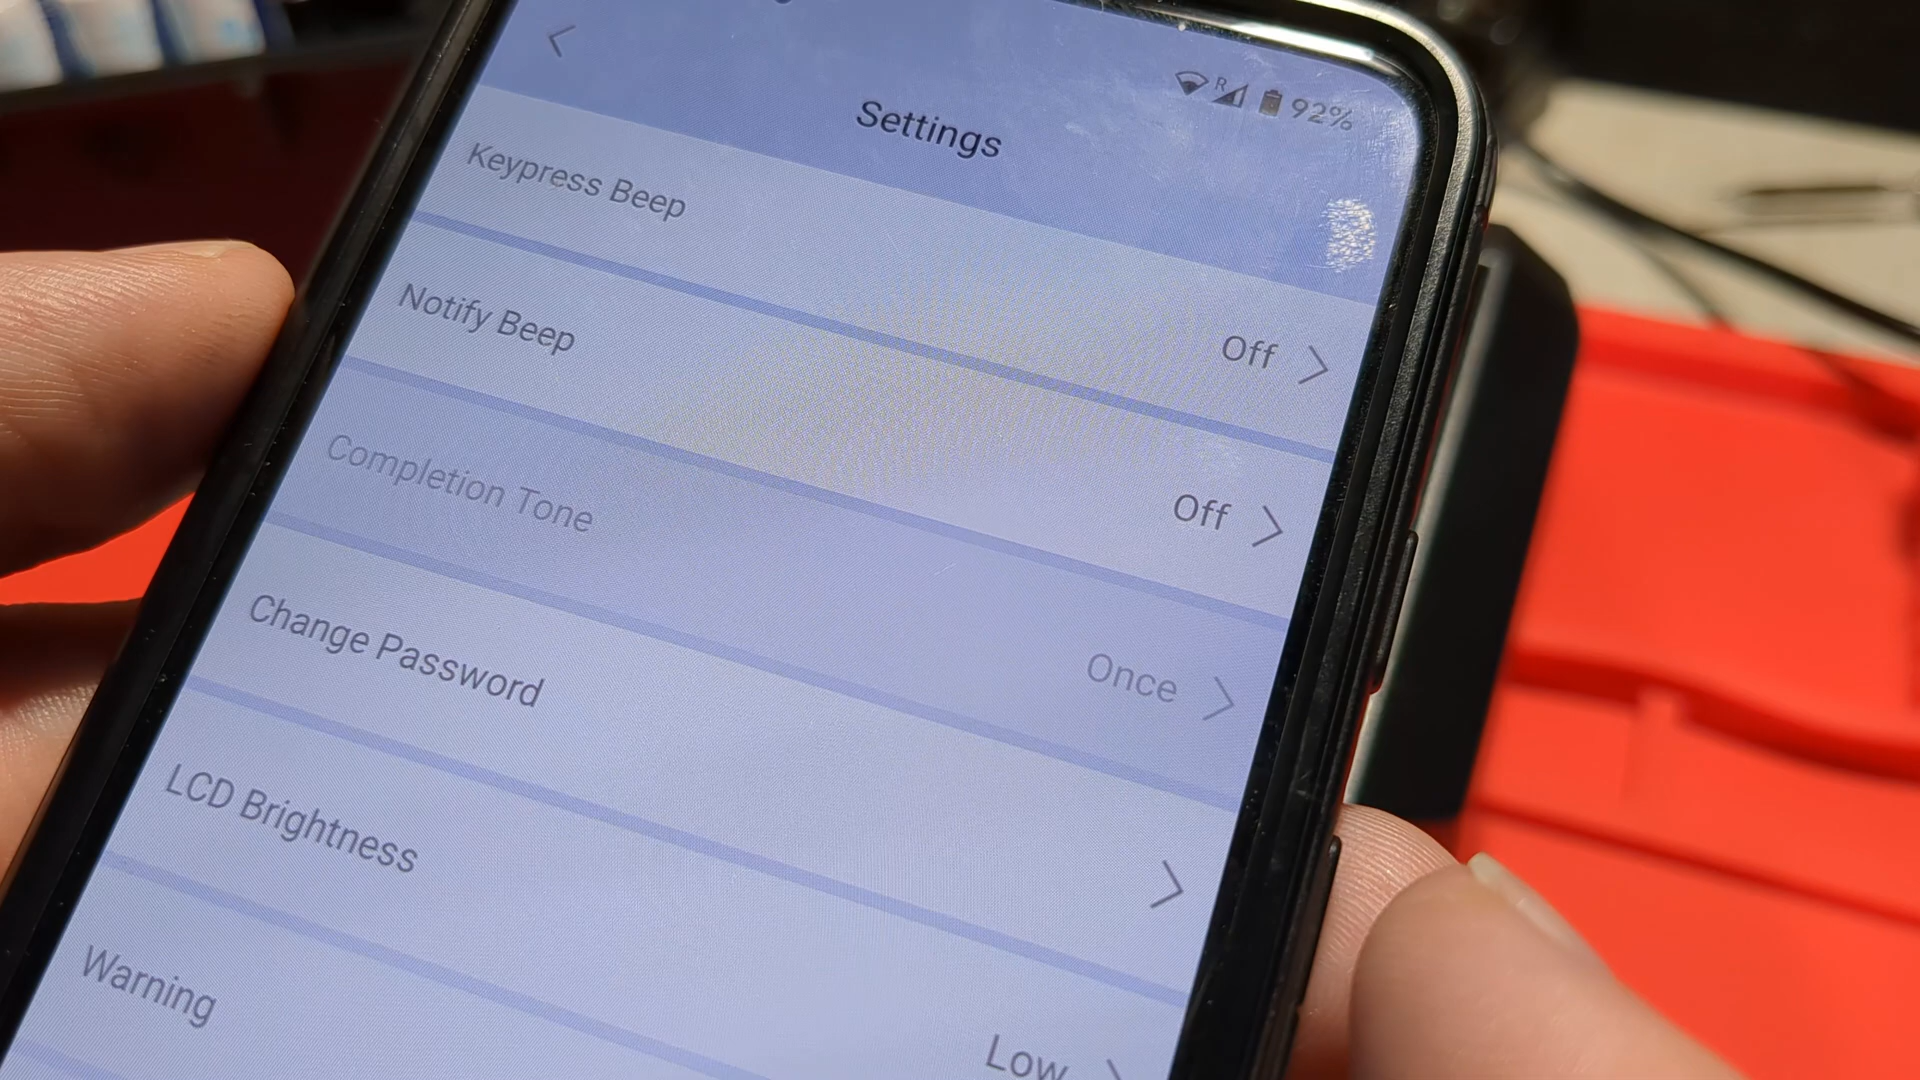 R 92%
Settings
Keypress Beep Off
Notify Beep Off
Completion Tone Once
Change Password
LCD Brightness Low
Warning